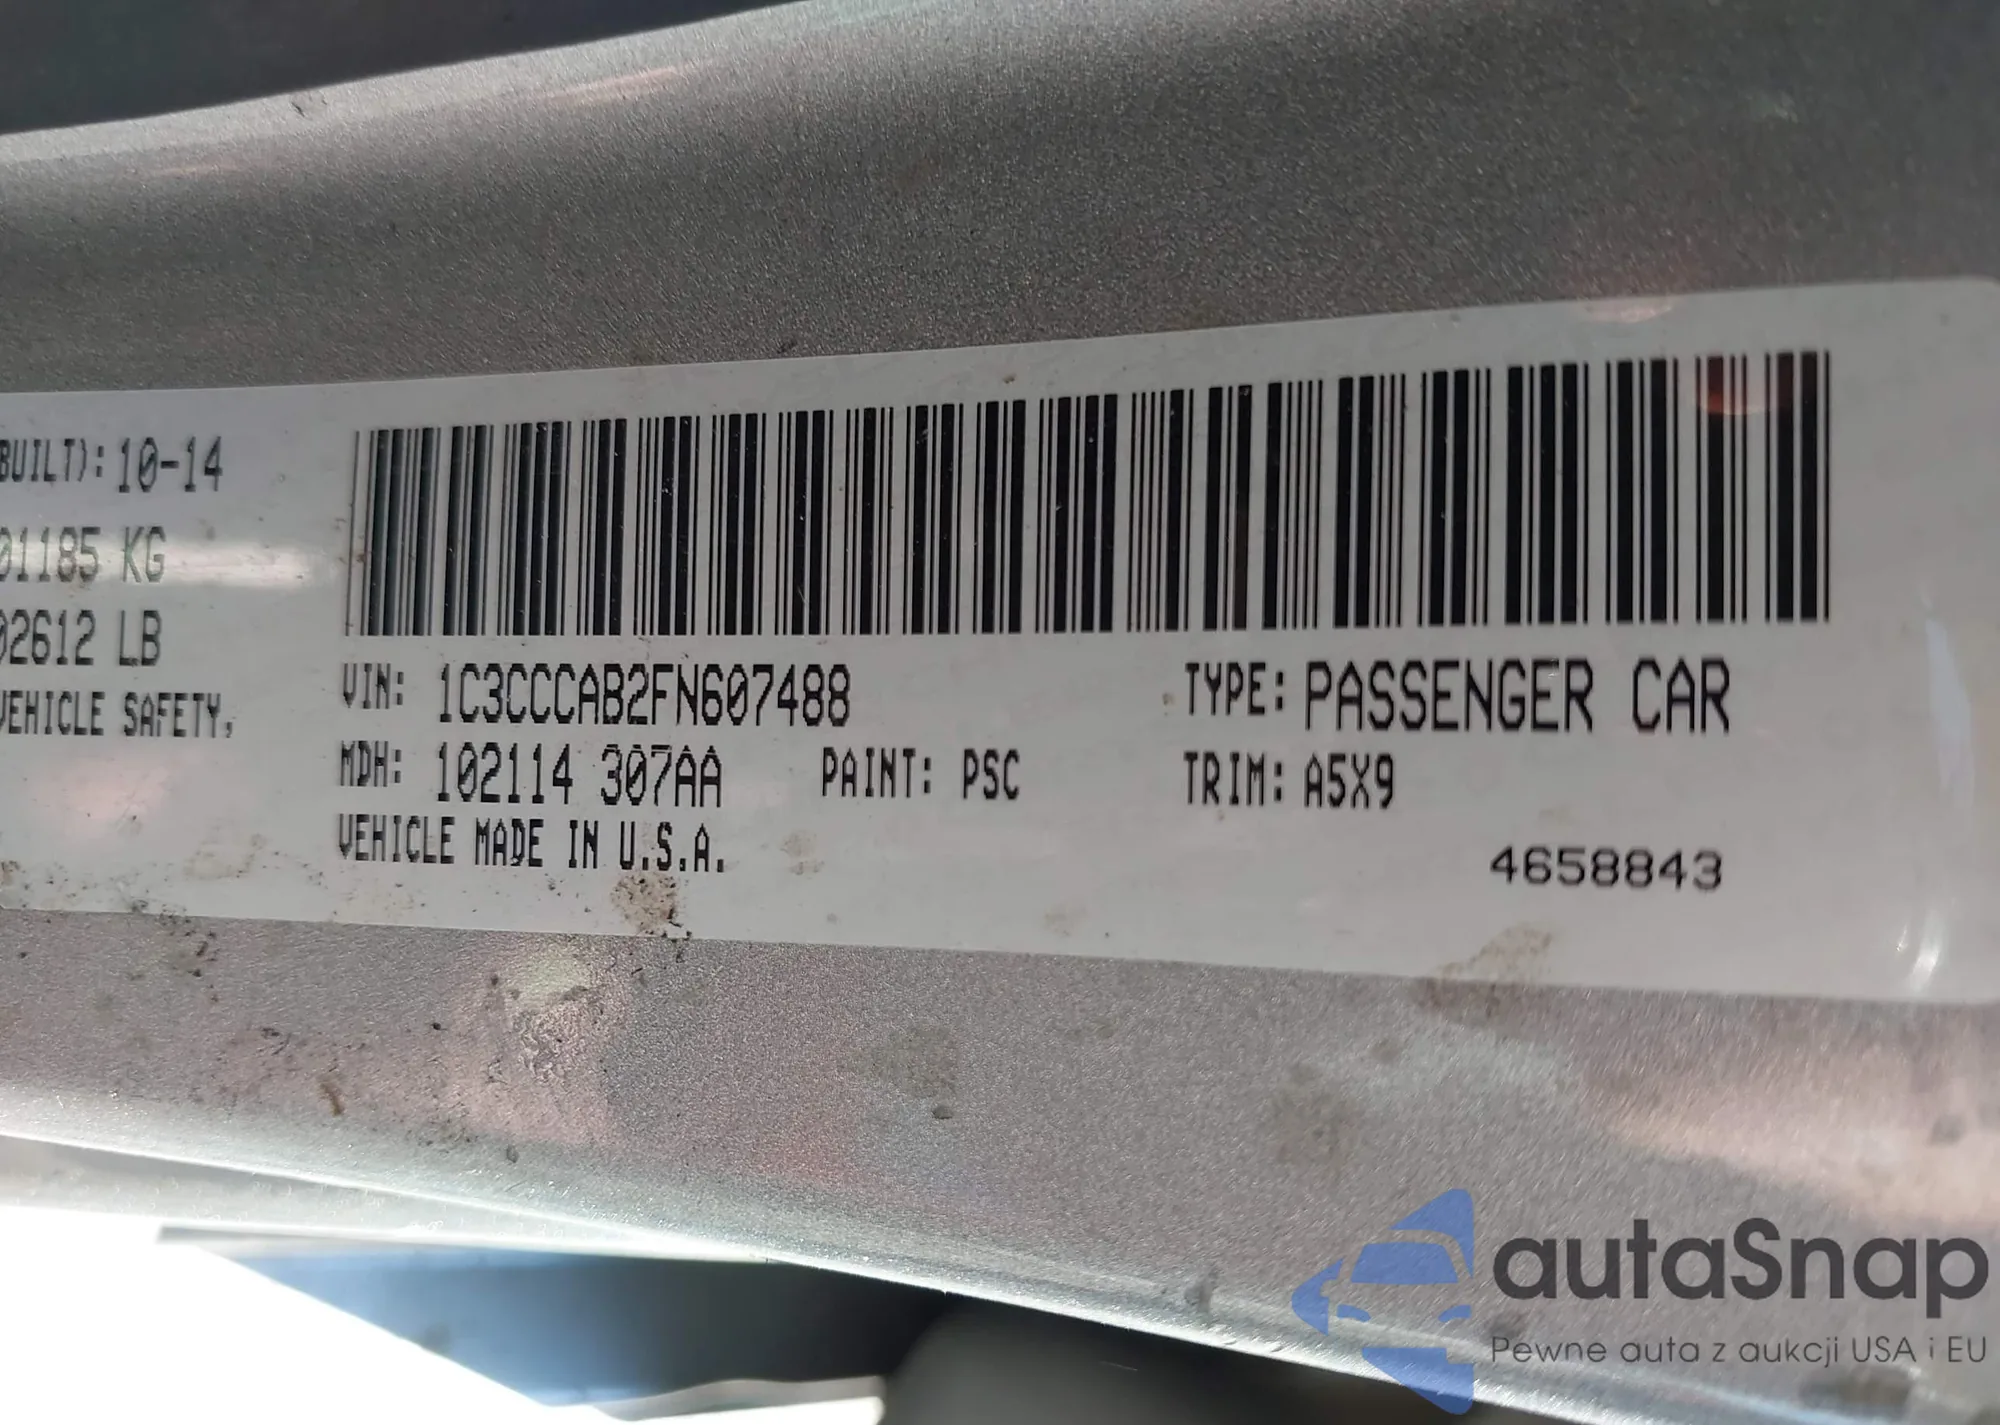 BUILT): 10-14
01185 KG
02612 LB
VEHICLE SAFETY,
VIN: 1C3CCCAB2FN607488
TYPE: PASSENGER CAR
MDH: 102114 307AA
PAINT: PSC
TRIM: A5X9
VEHICLE MADE IN U.S.A.
4658843
autaSnap
Pewne auta z aukcji USA i EU